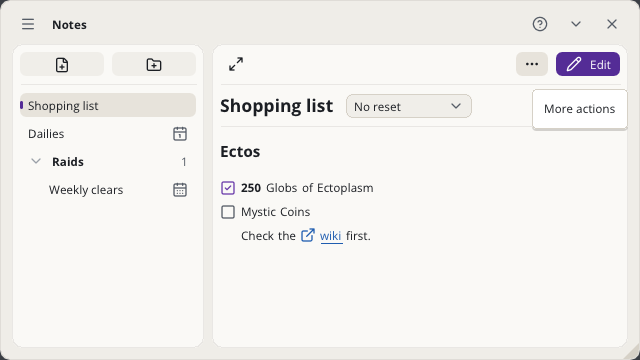 Notes
Edit
Shopping list
Dailies
Raids 1
Weekly clears
Shopping list
No reset
More actions
Ectos
250 Globs of Ectoplasm
Mystic Coins
Check the wiki first.